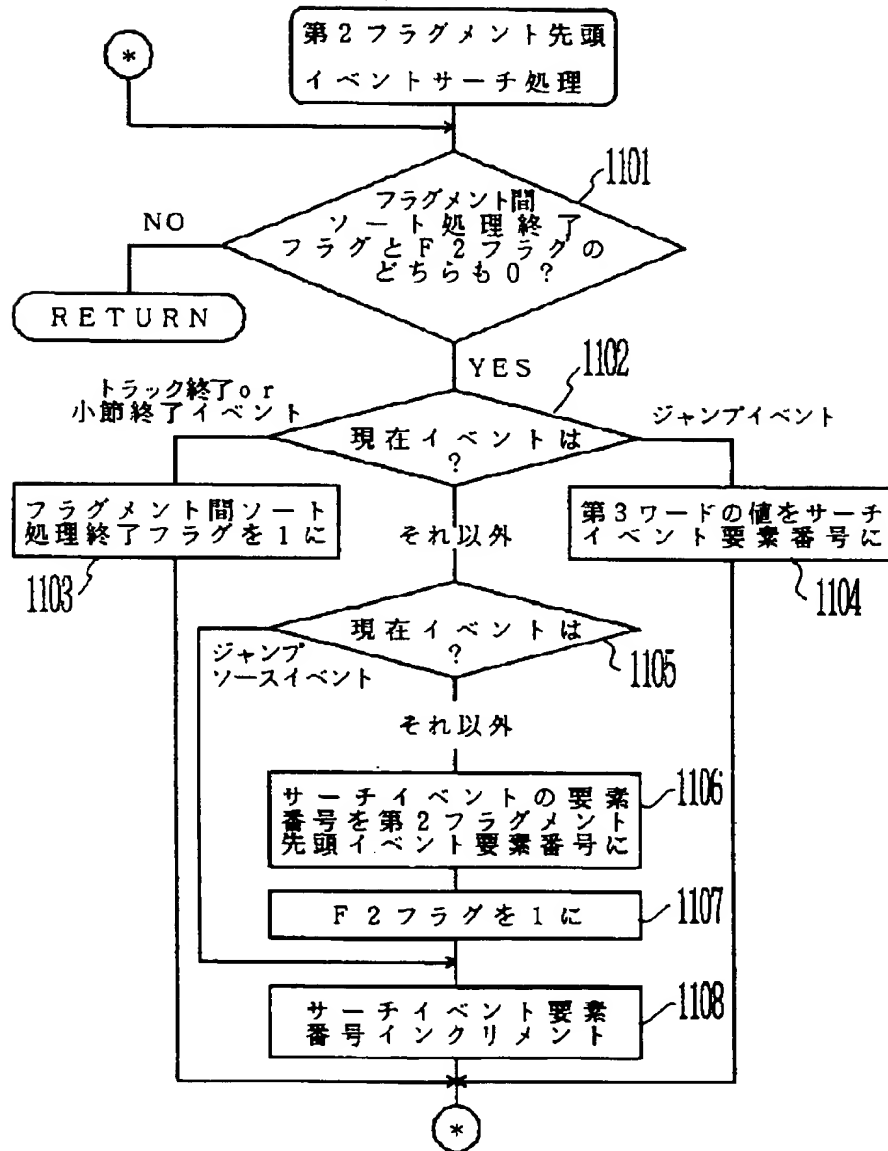 第2フラグメント先頭
イベントサーチ処理
*
1101
フラグメント間
ソート処理終了
フラグとF2フラグの
どちらも0?
NO
RETURN
YES
1102
トラック終了or
小節終了イベント
ジャンプイベント
現在イベントは
?
フラグメント間ソート
処理終了フラグを1に
1103
それ以外
第3ワードの値をサーチ
イベント要素番号に
1104
現在イベントは
?
1105
ジャンプ
ソースイベント
それ以外
サーチイベントの要素
番号を第2フラグメント
先頭イベント要素番号に
1106
F2フラグを1に
1107
サーチイベント要素
番号インクリメント
1108
*